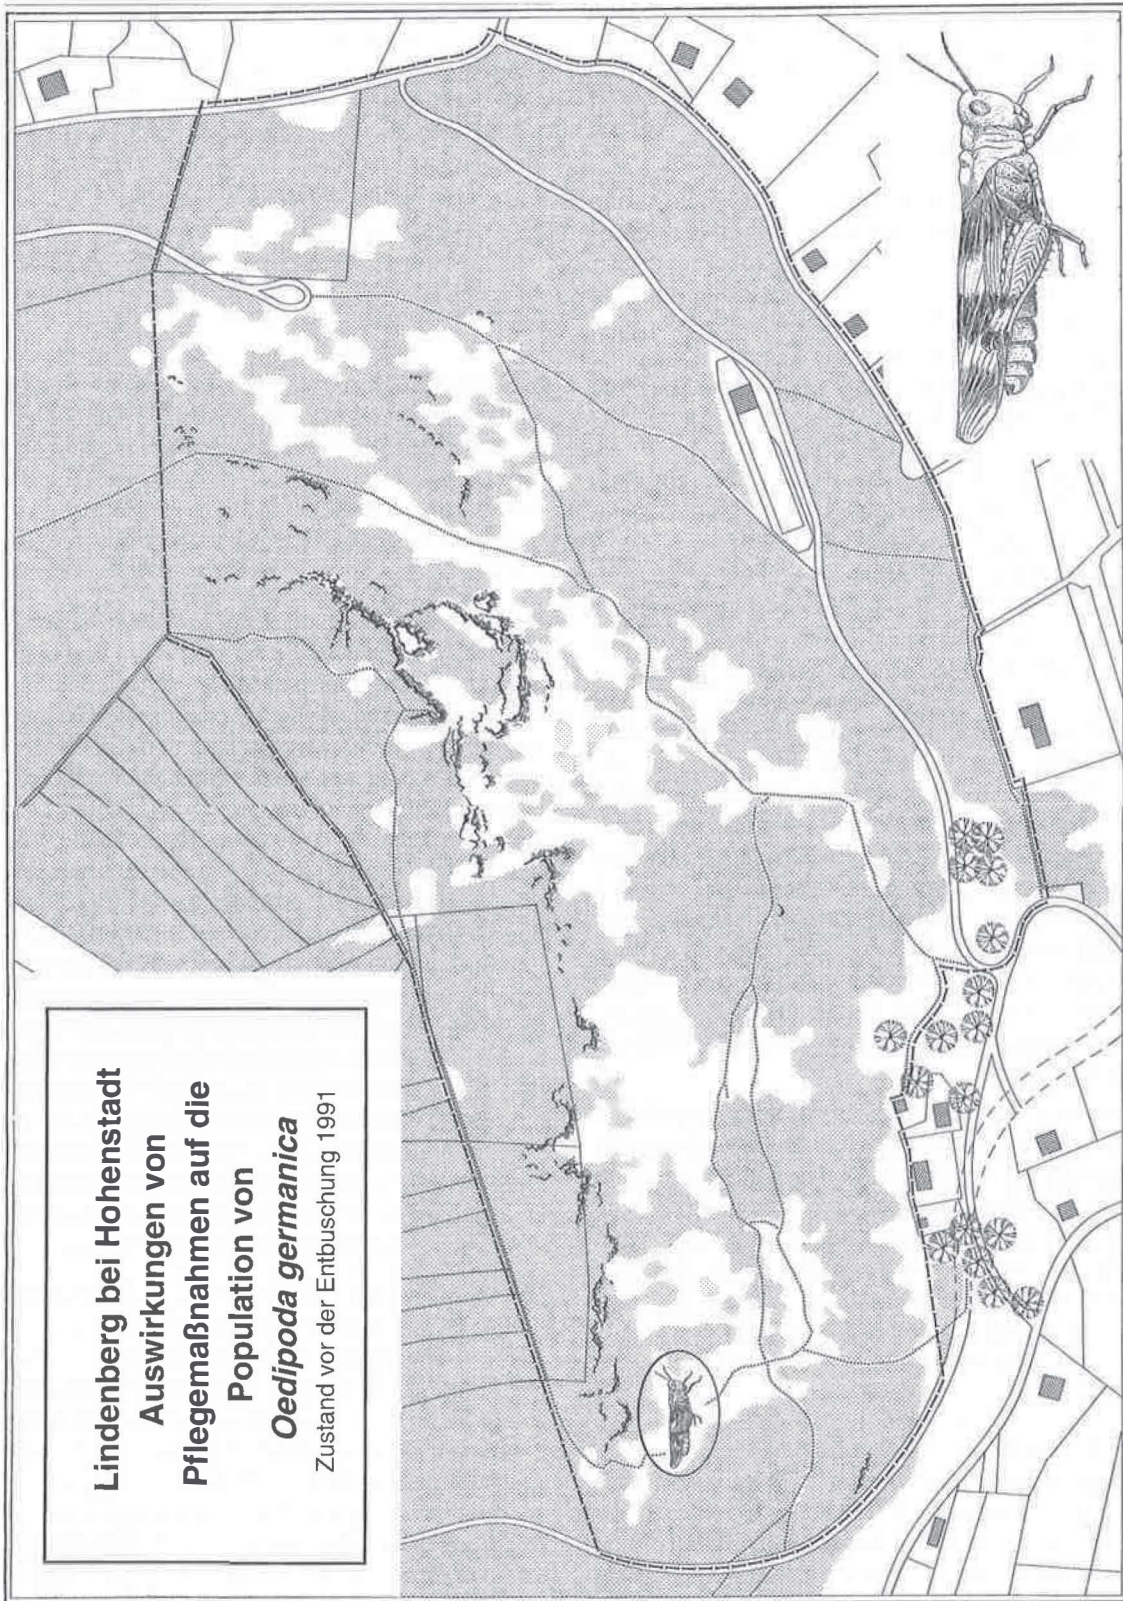 Lindenberg bei Hohenstadt
Auswirkungen von
Pflegemaßnahmen auf die
Population von
Oedipoda germanica
Zustand vor der Entbuschung 1991